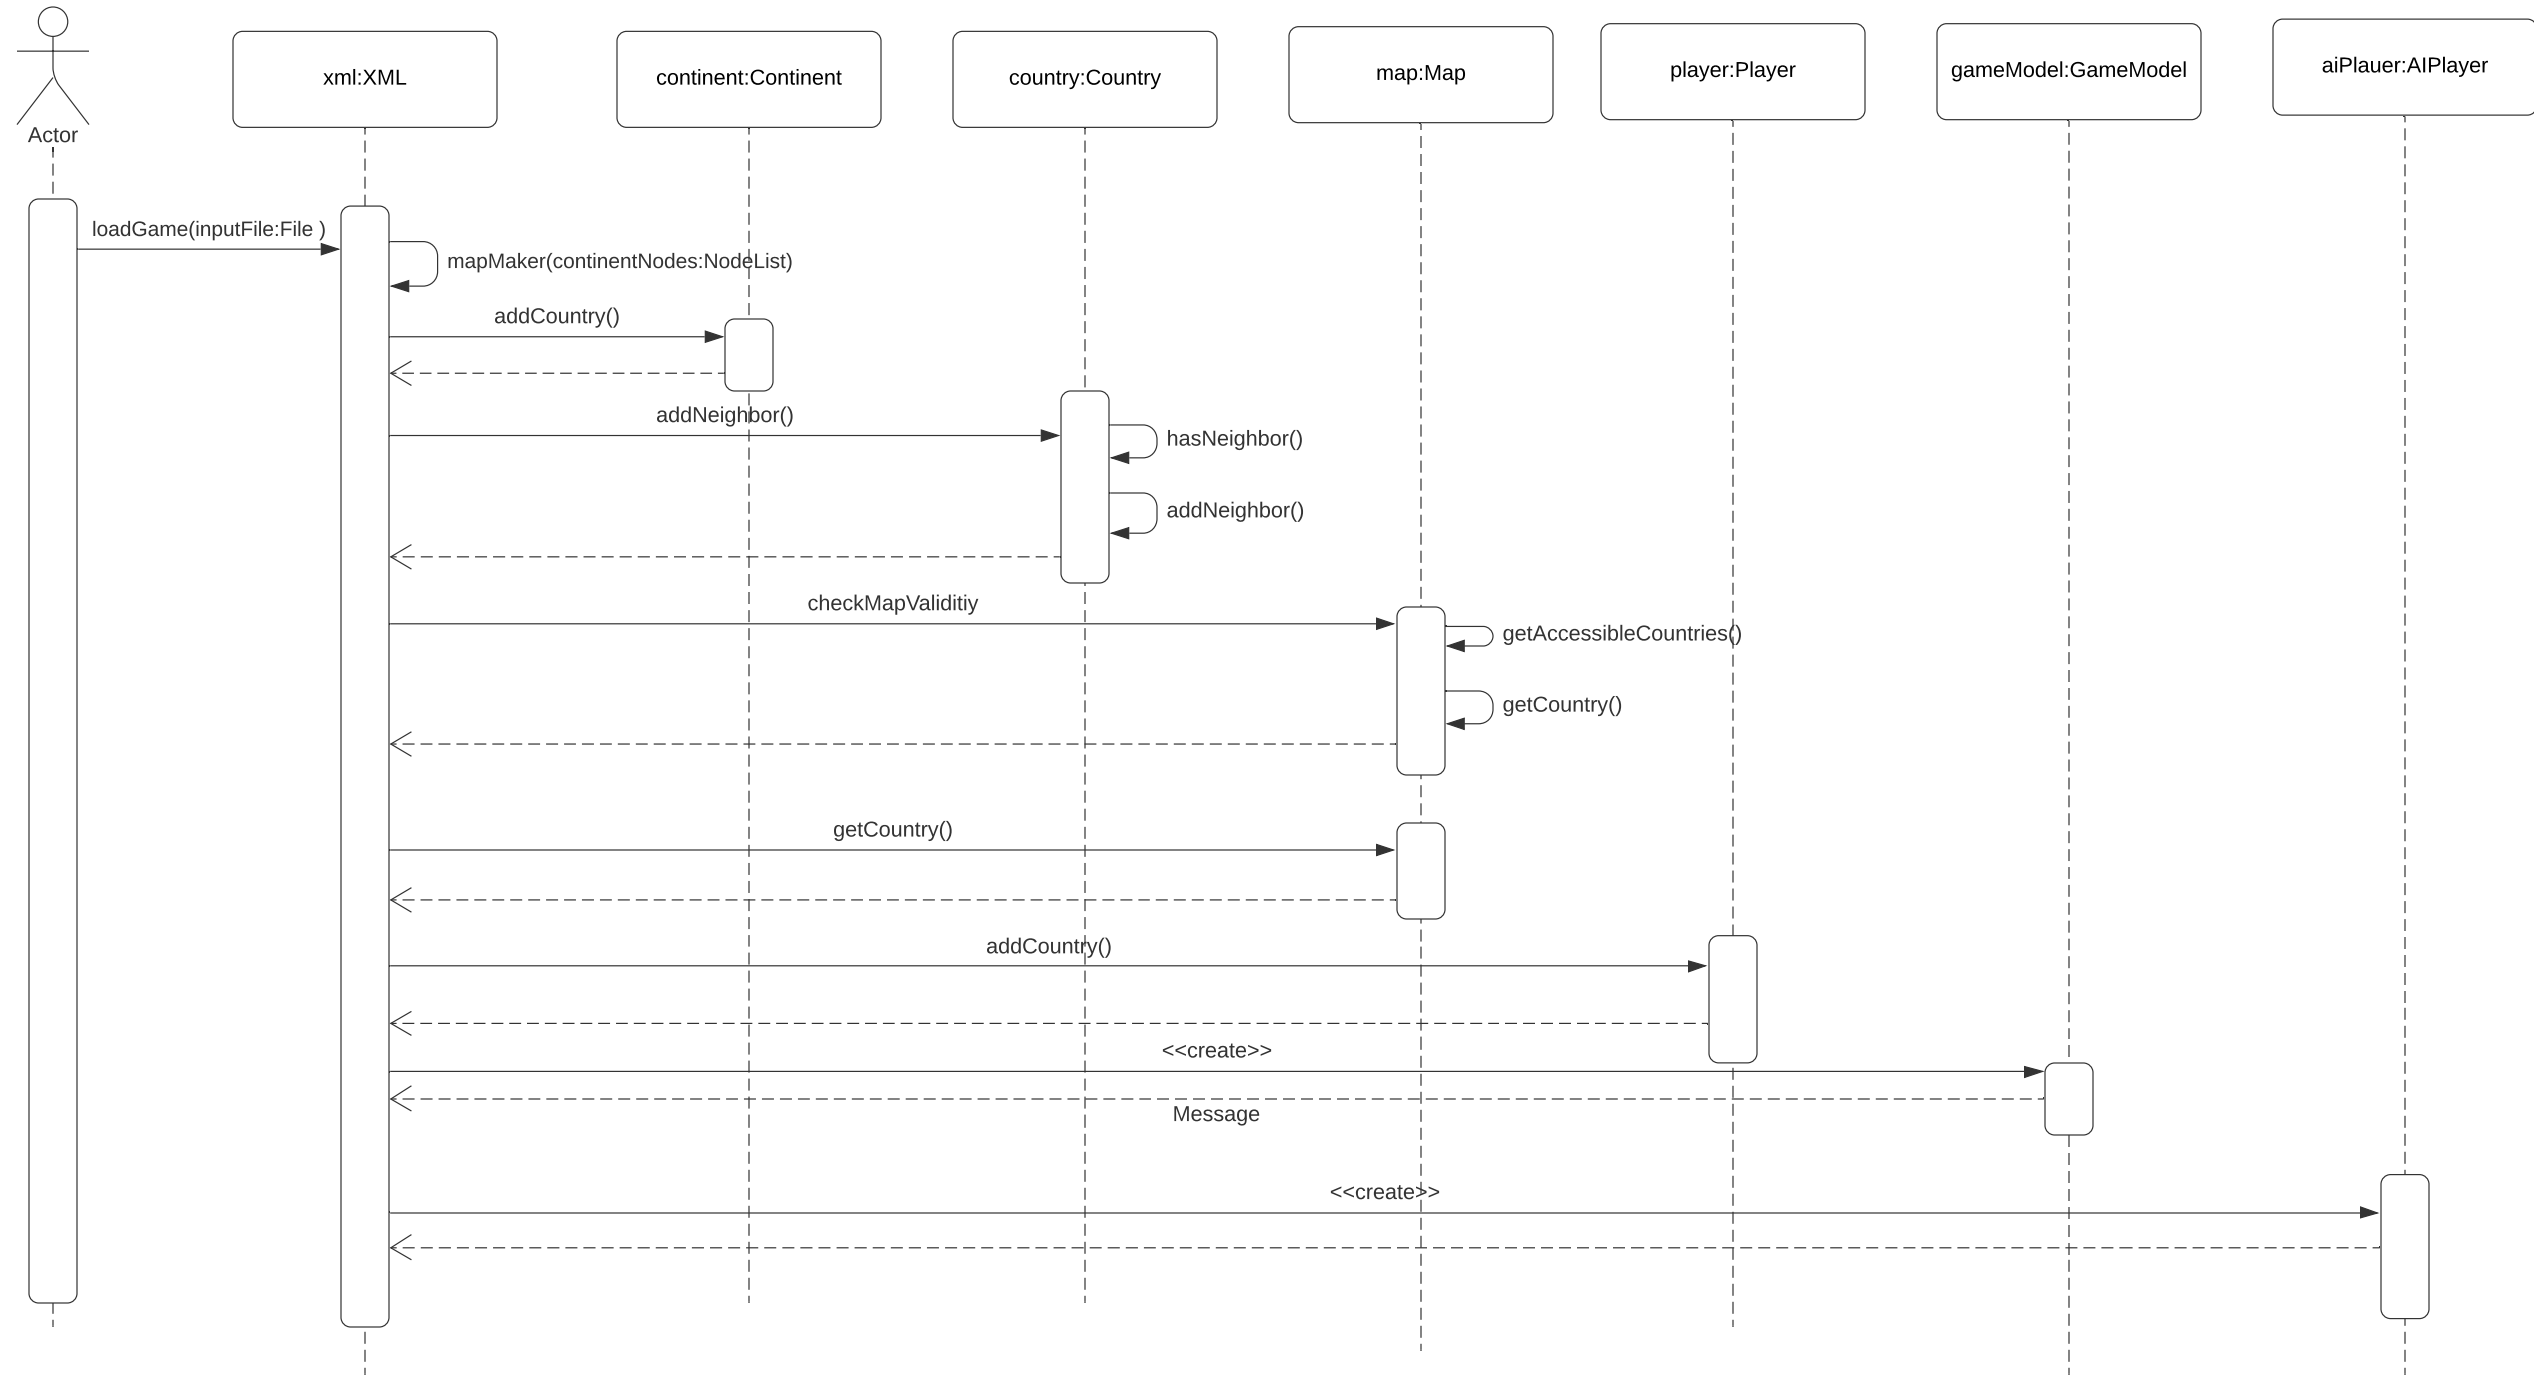 Actor
xml:XML
continent:Continent
country:Country
map:Map
player:Player
gameModel:GameModel
aiPlauer:AIPlayer
loadGame(inputFile:File )
mapMaker(continentNodes:NodeList)
addCountry()
addNeighbor()
hasNeighbor()
addNeighbor()
checkMapValiditiy
getAccessibleCountries()
getCountry()
getCountry()
addCountry()
<<create>>
Message
<<create>>